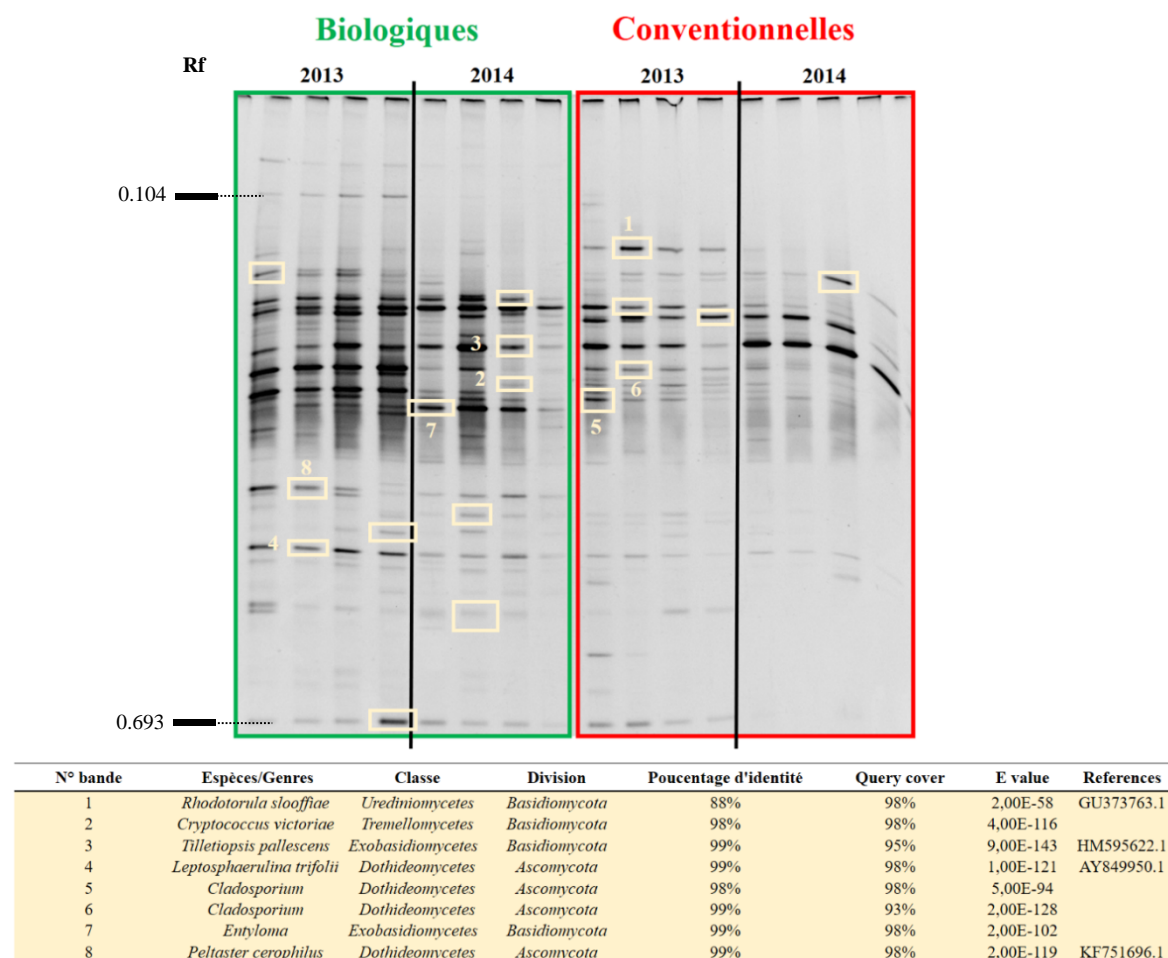 Biologiques Conventionnelles
Rf 2013 2014 2013 2014
0.104
1
3
2
6
7 5
8
4
0.693
N° bande Espèces/Genres Classe Division Poucentage d'identité Query cover E value References
1 Rhodotorula slooffiae Urediniomycetes Basidiomycota 88% 98% 2,00E-58 GU373763.1
2 Cryptococcus victoriae Tremellomycetes Basidiomycota 98% 98% 4,00E-116
3 Tilletiopsis pallescens Exobasidiomycetes Basidiomycota 99% 95% 9,00E-143 HM595622.1
4 Leptosphaerulina trifolii Dothideomycetes Ascomycota 99% 98% 1,00E-121 AY849950.1
5 Cladosporium Dothideomycetes Ascomycota 98% 98% 5,00E-94
6 Cladosporium Dothideomycetes Ascomycota 99% 93% 2,00E-128
7 Entyloma Exobasidiomycetes Basidiomycota 99% 98% 2,00E-102
8 Peltaster cerophilus Dothideomycetes Ascomycota 99% 98% 2,00E-119 KF751696.1